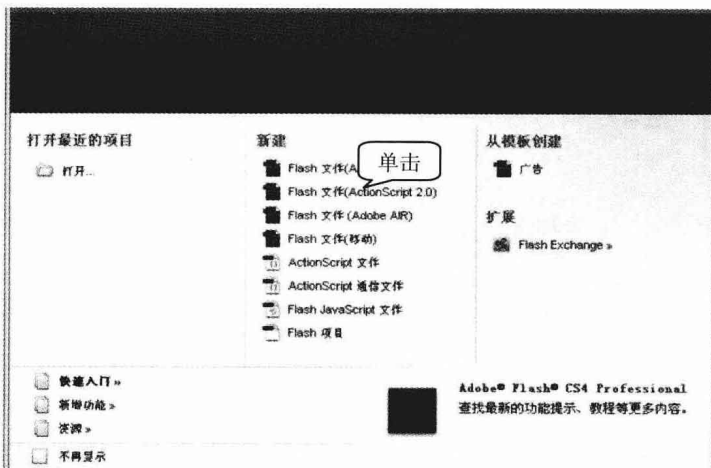 打开最近的项目
打开...
新建
Flash 文件(A
单击
Flash 文件(ActionScript 2.0)
Flash 文件 (Adobe AIR)
Flash 文件(移动)
ActionScript 文件
ActionScript 通信文件
Flash JavaScript 文件
Flash 项目
从模板创建
广告
扩展
Flash Exchange »
快速入门 »
新增功能 »
资源 »
不再显示
Adobe® Flash® CS4 Professional
查找最新的功能提示、教程等更多内容。